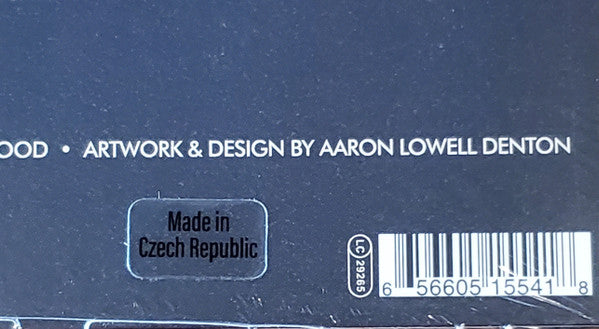 OOD • ARTWORK & DESIGN BY AARON LOWELL DENTON
Made in
Czech Republic
LC 29265
6 56605 15541 8